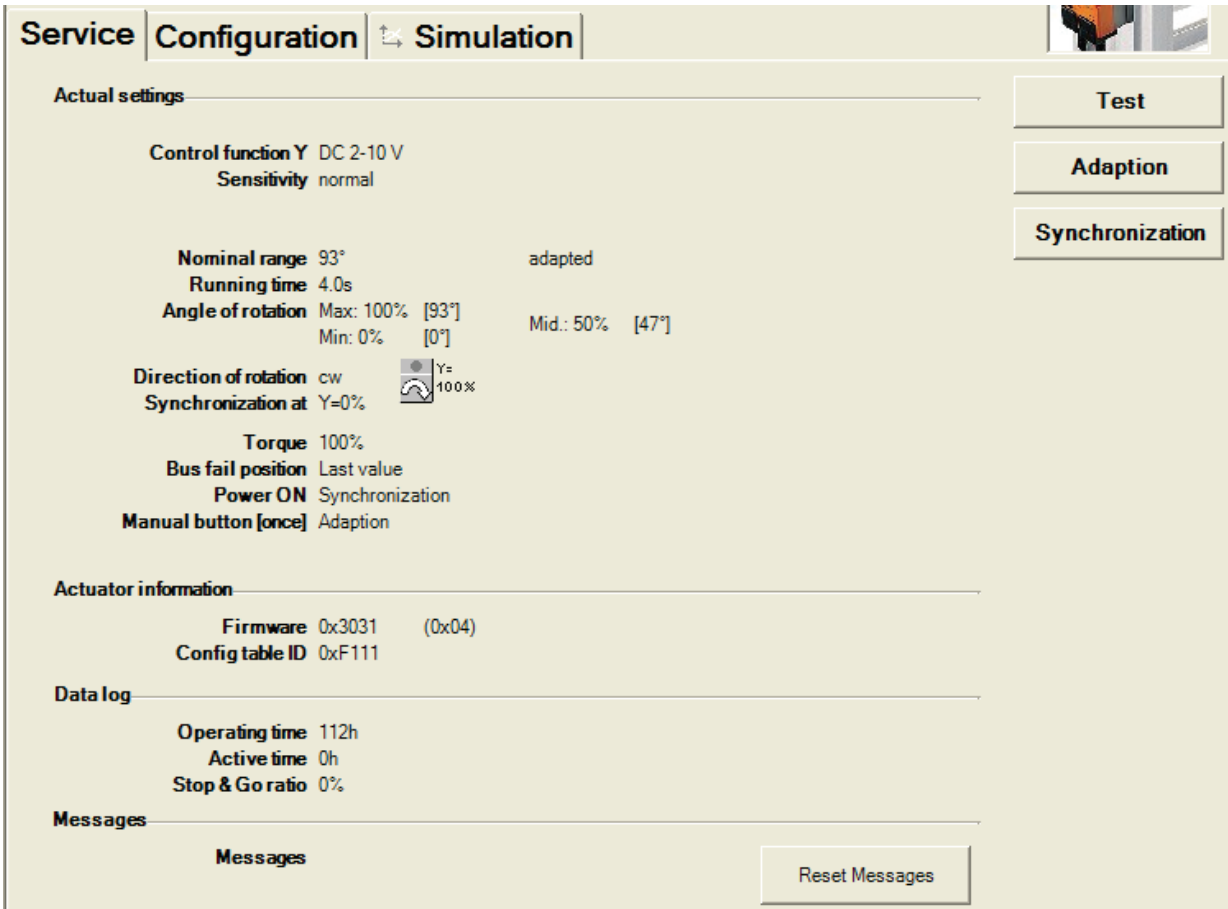 Service Configuration Simulation
Actual settings
Test
Control function Y DC 2-10 V
Adaption
Sensitivity normal
Synchronization
Nominal range 93° adapted
Running time 4.0s
Angle of rotation Max: 100% [93°]
Mid.: 50% [47°]
Min: 0% [0°]
Direction of rotation cw Y=
100%
Synchronization at Y=0%
Torque 100%
Bus fail position Last value
Power ON Synchronization
Manual button [once] Adaption
Actuator information
Firmware 0x3031 (0x04)
Config table ID 0xF111
Data log
Operating time 112h
Active time 0h
Stop & Go ratio 0%
Messages
Messages
Reset Messages